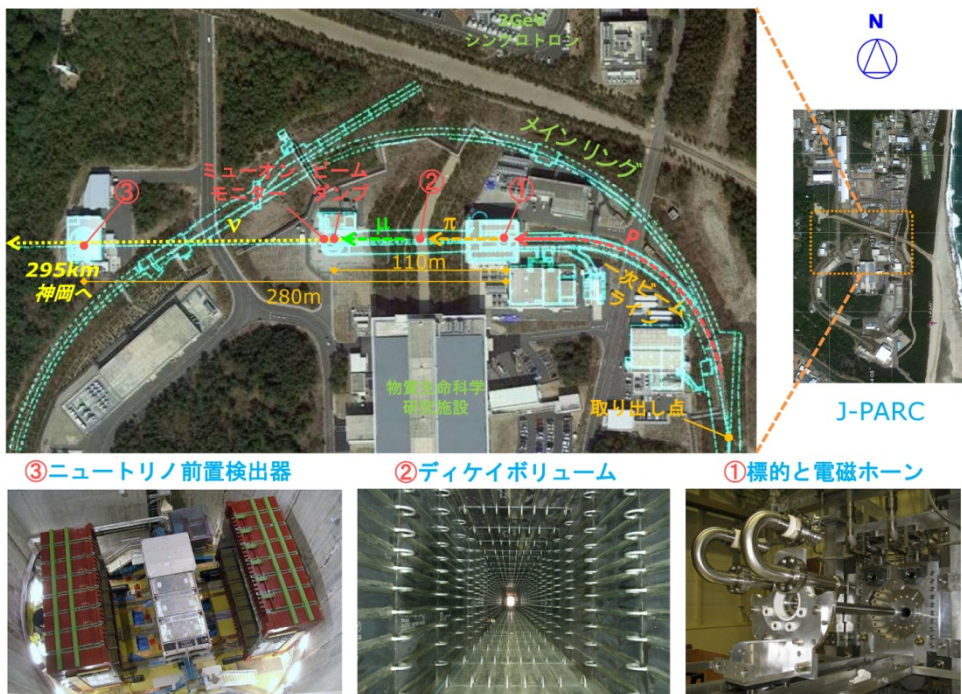 3GeV
シンクロトロン
N
メイン リング
ミューオン
モニター
ビーム
ダンプ
③
②
①
ν
μ
π
P
110m
280m
295km
神岡へ
一次ビーム
ライン
物質生命科学
研究施設
取り出し点
J-PARC
③ニュートリノ前置検出器
②ディケイボリューム
①標的と電磁ホーン